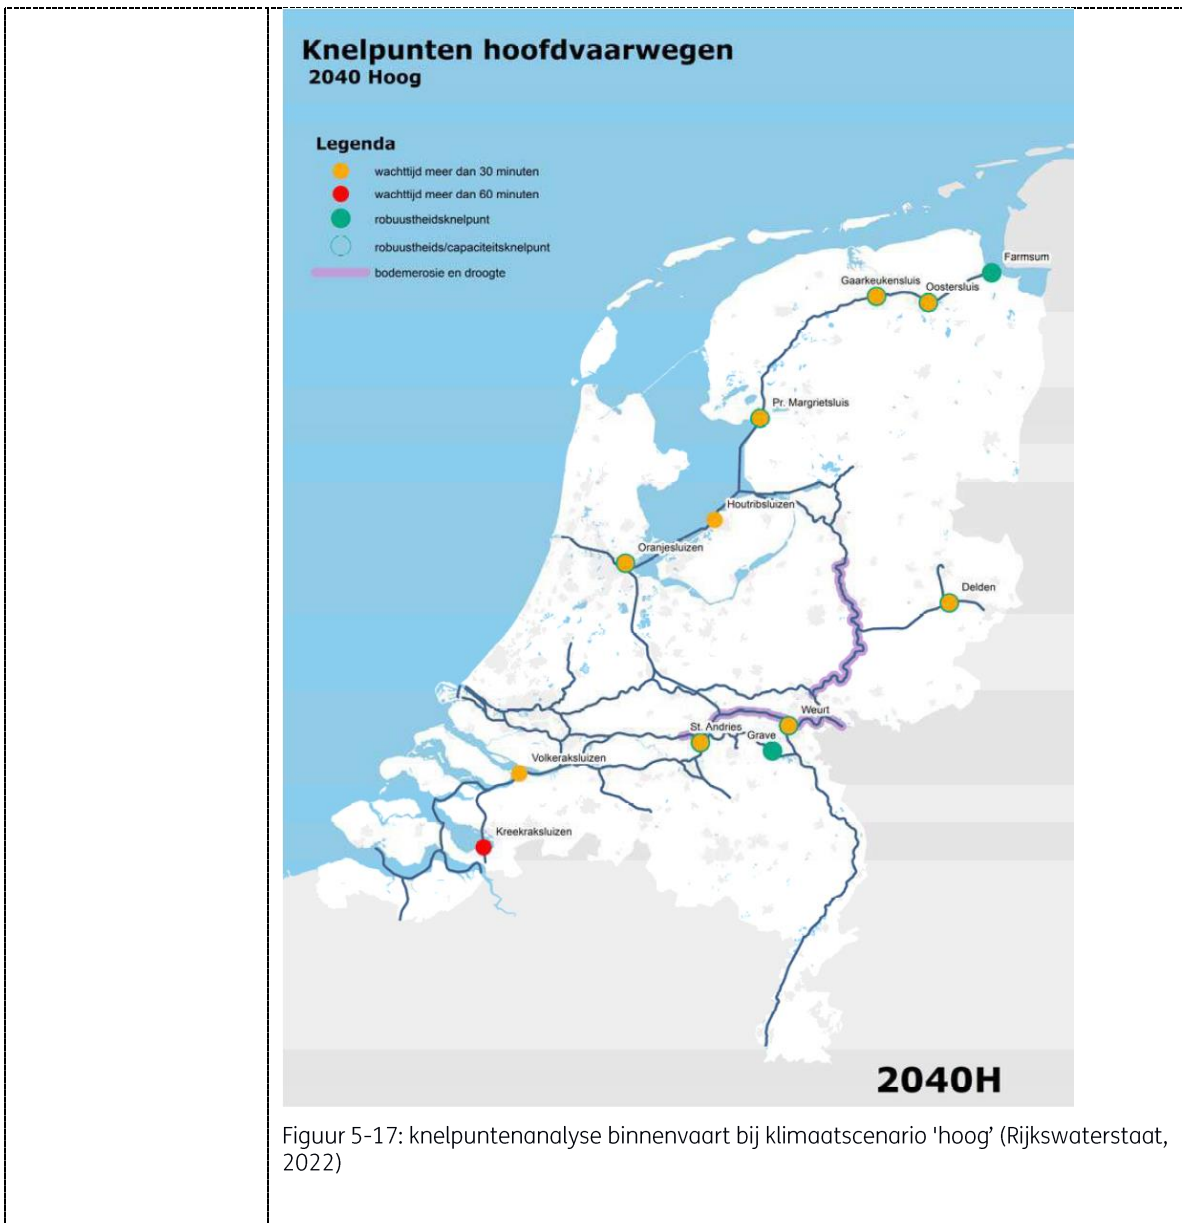 Knelpunten hoofdvaarwegen
2040 Hoog
Legenda
wachttijd meer dan 30 minuten
wachttijd meer dan 60 minuten
robuustheidsknelpunt
robuustheids/capaciteitsknelpunt
bodemerosie en droogte
Farmsum
Gaarkeukensluis
Oostersluis
Pr. Margrietsluis
Houtribsluizen
Oranjesluizen
Delden
Weurt
St. Andries
Grave
Volkeraksluizen
Kreekraksluizen
2040H
Figuur 5-17: knelpuntenanalyse binnenvaart bij klimaatscenario 'hoog’ (Rijkswaterstaat,
2022)